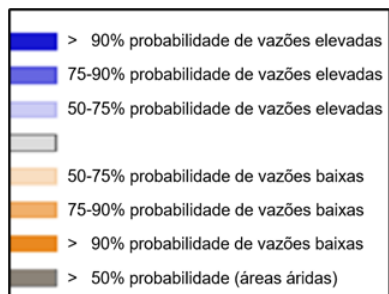 > 90% probabilidade de vazões elevadas
75-90% probabilidade de vazões elevadas
50-75% probabilidade de vazões elevadas
50-75% probabilidade de vazões baixas
75-90% probabilidade de vazões baixas
> 90% probabilidade de vazões baixas
> 50% probabilidade (áreas áridas)